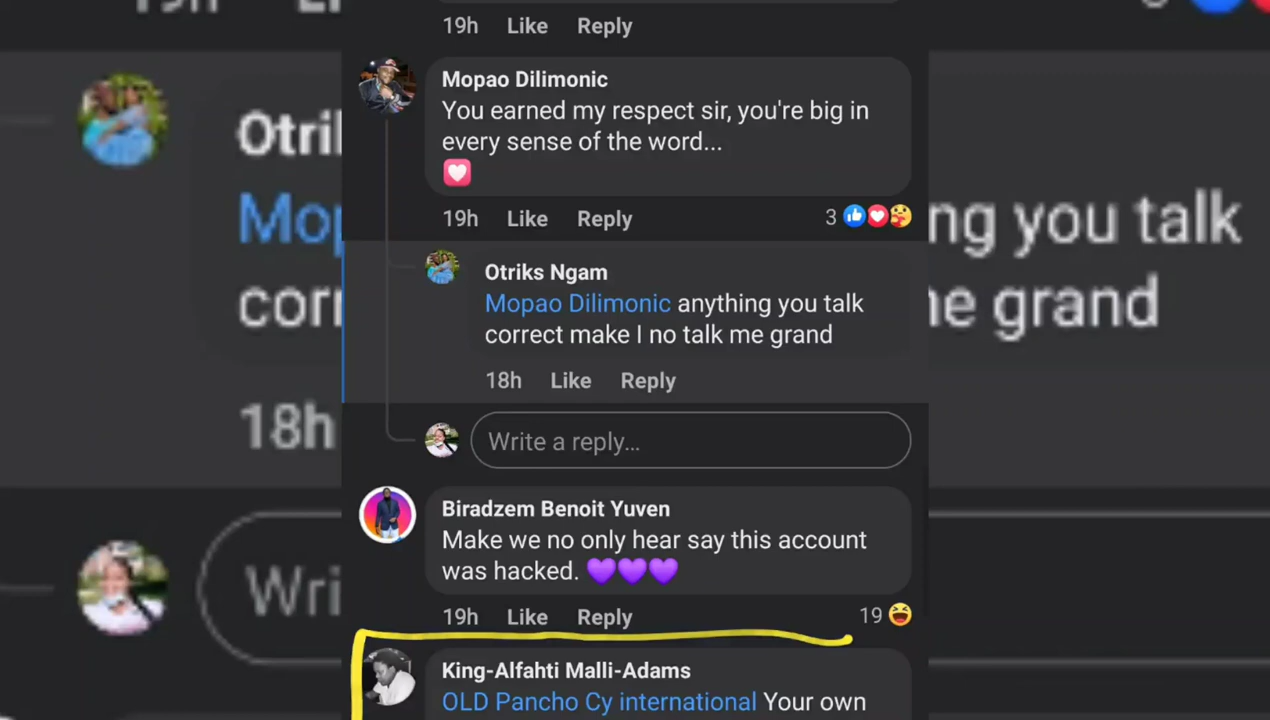 19h Like Reply
Mopao Dilimonic
You earned my respect sir, you're big in
every sense of the word...
19h Like Reply 3
Otriks Ngam
Mopao Dilimonic anything you talk
correct make I no talk me grand
18h Like Reply
Write a reply...
Biradzem Benoit Yuven
Make we no only hear say this account
was hacked.
19h Like Reply 19
King-Alfahti Malli-Adams
OLD Pancho Cy international Your own